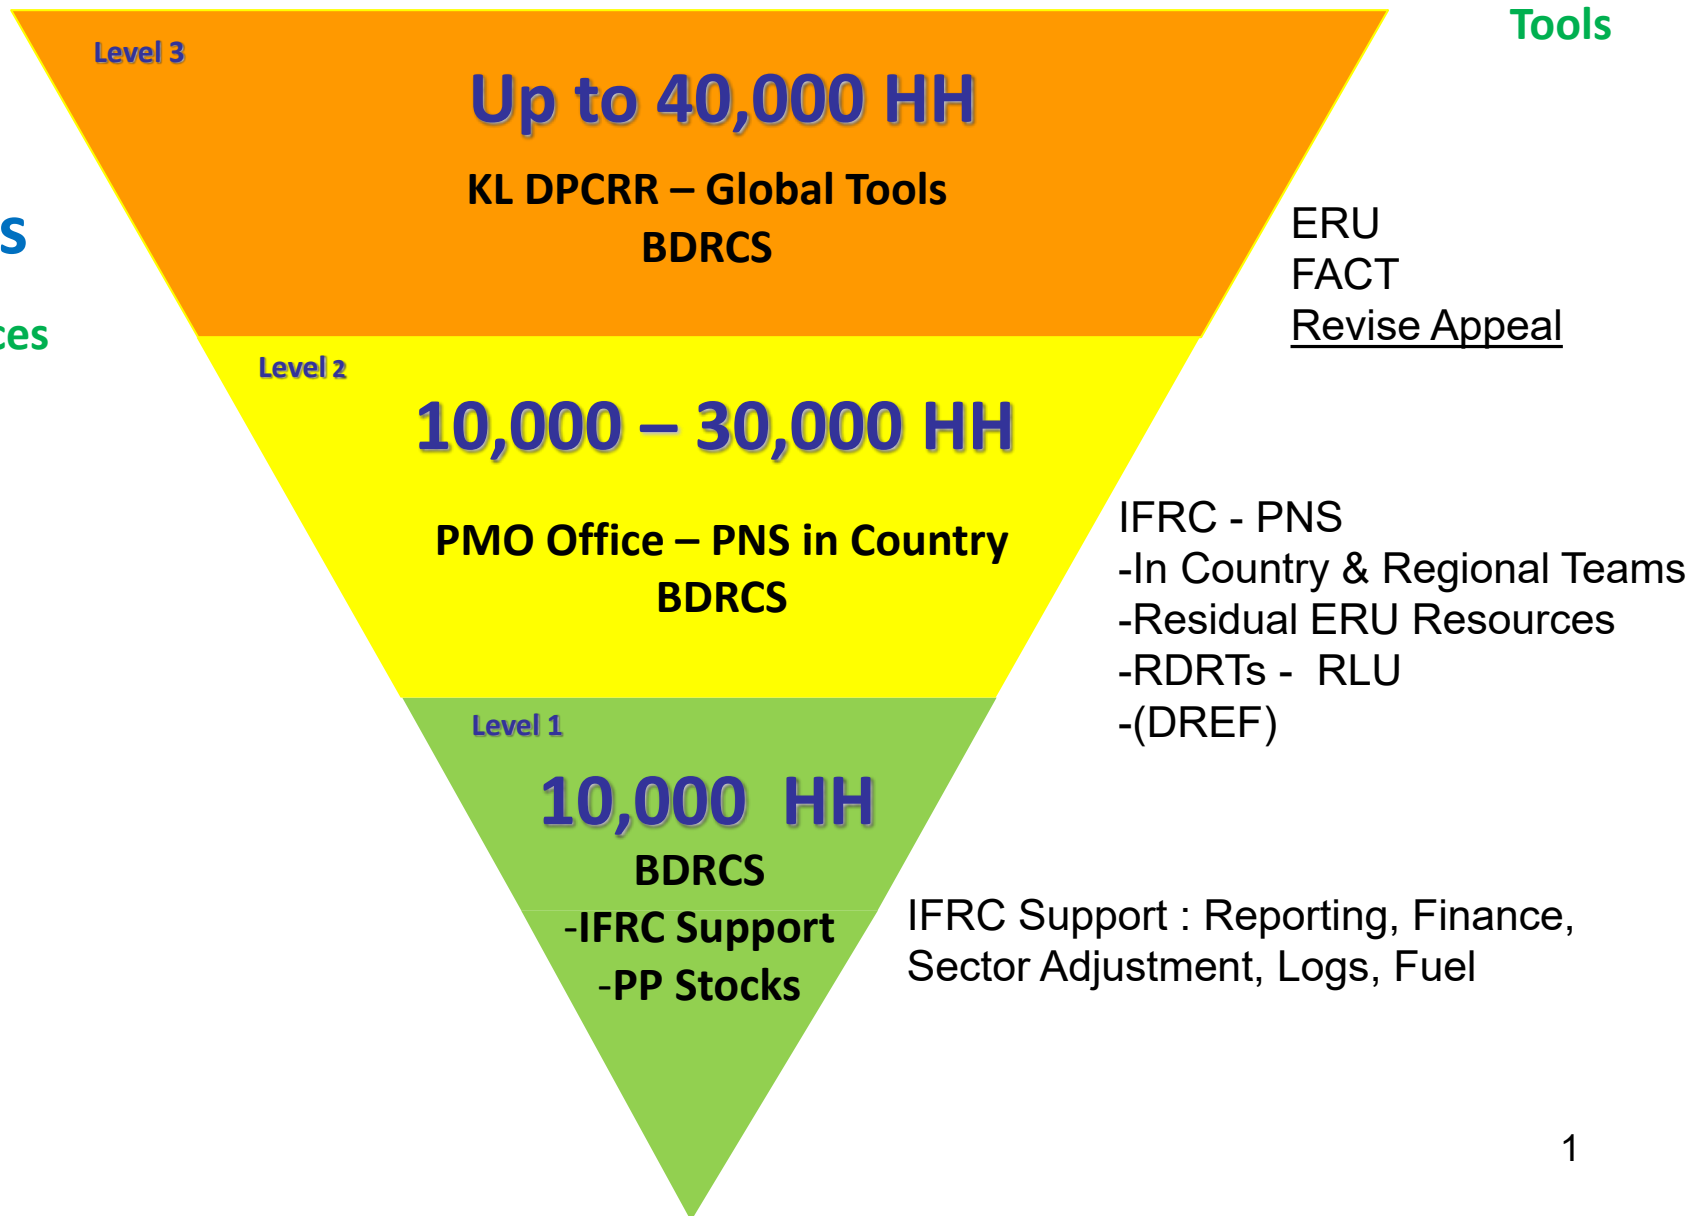 Tools
Level 3
Up to 40,000 HH
KL DPCRR – Global Tools
BDRCS
ERU
FACT
Revise Appeal
s
ces
Level 2
10,000 – 30,000 HH
PMO Office – PNS in Country
BDRCS
IFRC - PNS
-In Country & Regional Teams
-Residual ERU Resources
-RDRTs - RLU
-(DREF)
Level 1
10,000 HH
BDRCS
-IFRC Support
-PP Stocks
IFRC Support : Reporting, Finance,
Sector Adjustment, Logs, Fuel
1